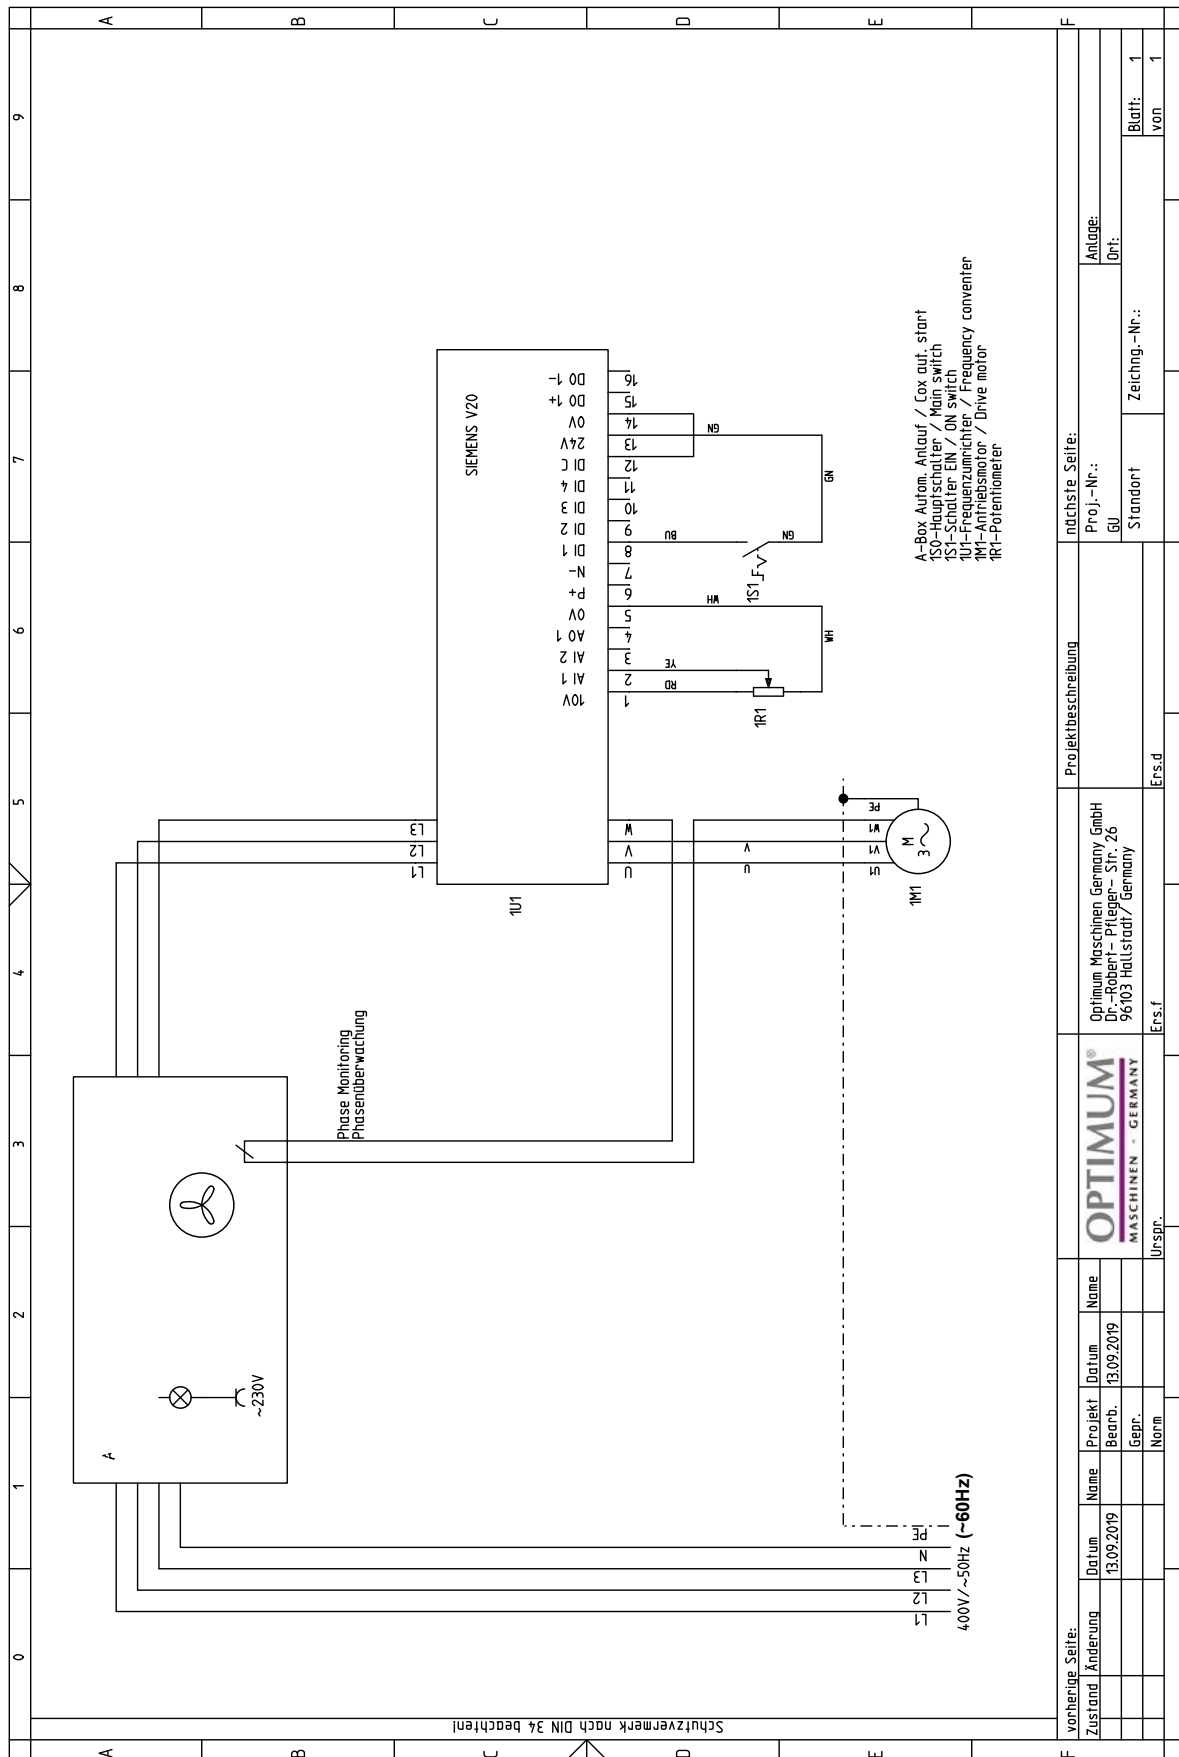 0 1 2 3 4 5 6 7 8 9
A
B
C
D
E
F
A
B
C
D
E
F
Schutzvermerk nach DIN 34 beachten!
A
~230V
Phase Monitoring
Phasenüberwachung
L1 L2 L3
1U1
SIEMENS V20
10V AI 1 AI 2 AO 1 0V P+ N- DI 1 DI 2 DI 3 DI 4 DI C 24V 0V DO 1+ DO 1-
U V W
1 2 3 4 5 6 7 8 9 10 11 12 13 14 15 16
RD YE WH BU GN
U V
1R1
1S1
WH
GN
GN
U1 V1 W1 PE
1M1
M
3
L1 L2 L3 N PE
400V/~50Hz (~60Hz)
A-Box Autom. Anlauf / Cox aut. start
1S0-Hauptschalter / Main switch
1S1-Schalter EIN / ON switch
1U1-Frequenzumrichter / Frequency conventer
1M1-Antriebsmotor / Drive motor
1R1-Potentiometer
vorherige Seite:
Projektbeschreibung
nächste Seite:
Zustand Änderung Datum Name Projekt Datum Name
13.09.2019 Bearb. 13.09.2019
Gepr.
Norm
OPTIMUM®
MASCHINEN - GERMANY
Urspr.
Optimum Maschinen Germany GmbH
Dr.-Robert- Pfleger- Str. 26
96103 Hallstadt/ Germany
Ers.f
Ers.d
Proj.-Nr.:
GU
Anlage:
Ort:
Standort
Zeichng.-Nr.:
Blatt: 1
von 1